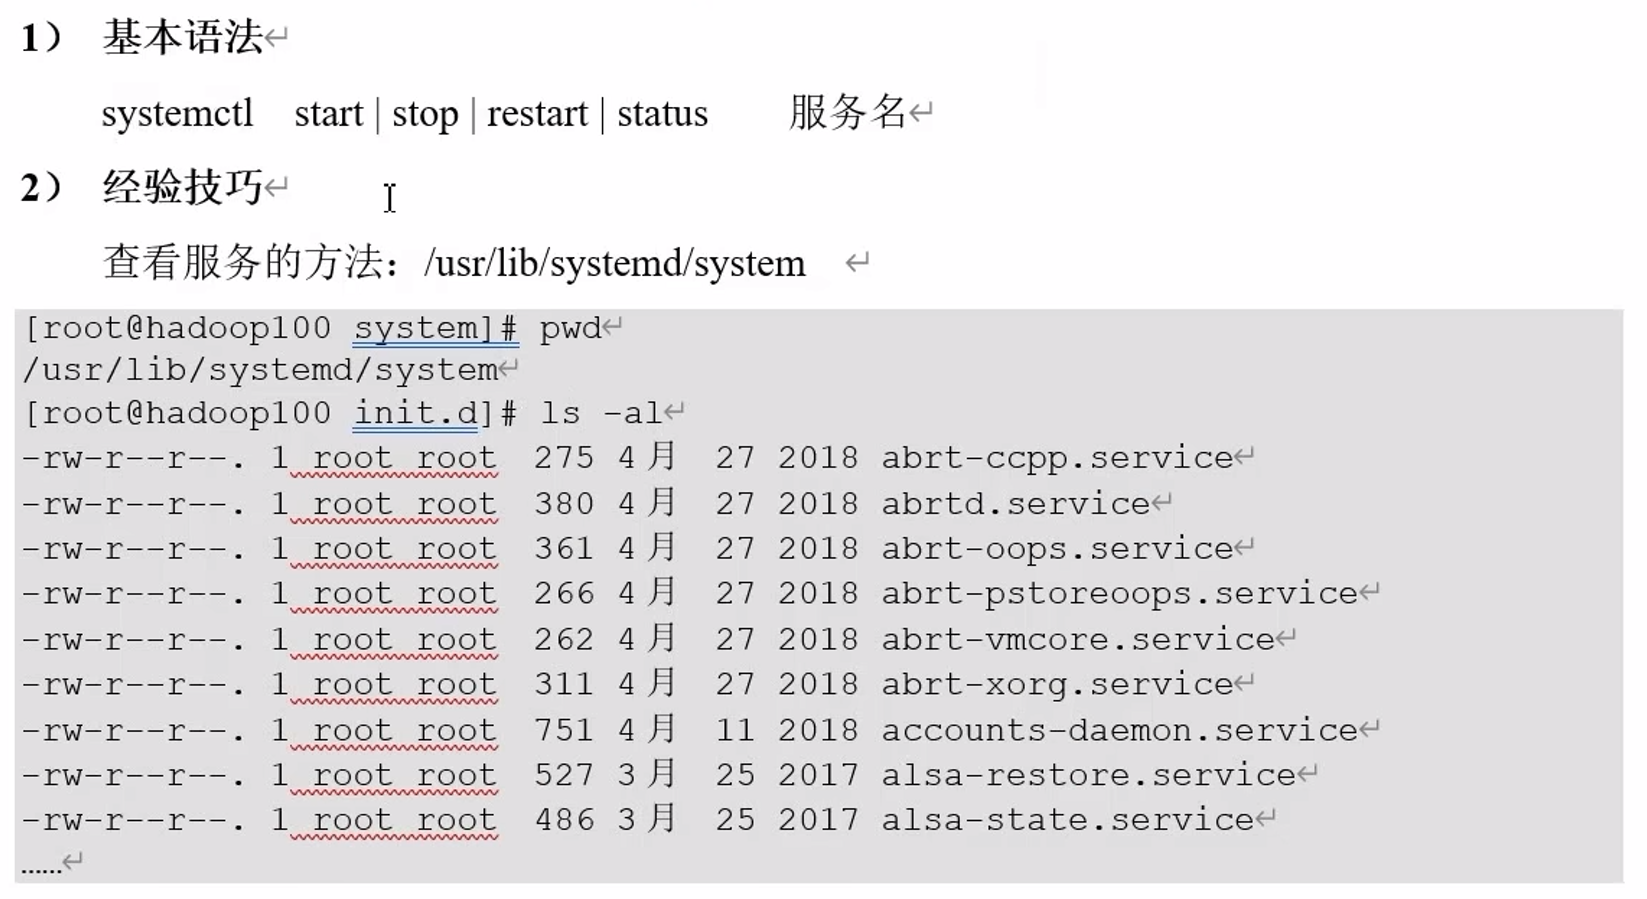 1） 基本语法↵
systemctl start | stop | restart | status 服务名↵
2） 经验技巧↵
查看服务的方法：/usr/lib/systemd/system ↵
[root@hadoop100 system]# pwd↵
/usr/lib/systemd/system↵
[root@hadoop100 init.d]# ls -al↵
-rw-r--r--. 1 root root 275 4月 27 2018 abrt-ccpp.service↵
-rw-r--r--. 1 root root 380 4月 27 2018 abrtd.service↵
-rw-r--r--. 1 root root 361 4月 27 2018 abrt-oops.service↵
-rw-r--r--. 1 root root 266 4月 27 2018 abrt-pstoreoops.service↵
-rw-r--r--. 1 root root 262 4月 27 2018 abrt-vmcore.service↵
-rw-r--r--. 1 root root 311 4月 27 2018 abrt-xorg.service↵
-rw-r--r--. 1 root root 751 4月 11 2018 accounts-daemon.service↵
-rw-r--r--. 1 root root 527 3月 25 2017 alsa-restore.service↵
-rw-r--r--. 1 root root 486 3月 25 2017 alsa-state.service↵
......↵